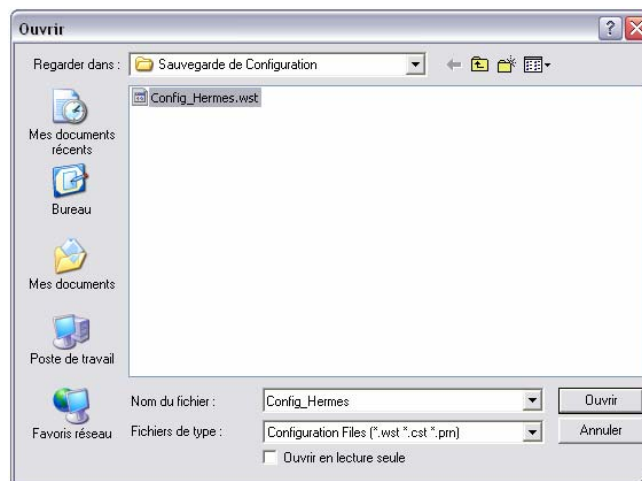 Ouvrir
Regarder dans : Sauvegarde de Configuration
Config_Hermes.wst
Mes documents
récents
Bureau
Mes documents
Poste de travail
Favoris réseau
Nom du fichier : Config_Hermes Ouvrir
Fichiers de type : Configuration Files (*.wst *.cst *.prn) Annuler
Ouvrir en lecture seule